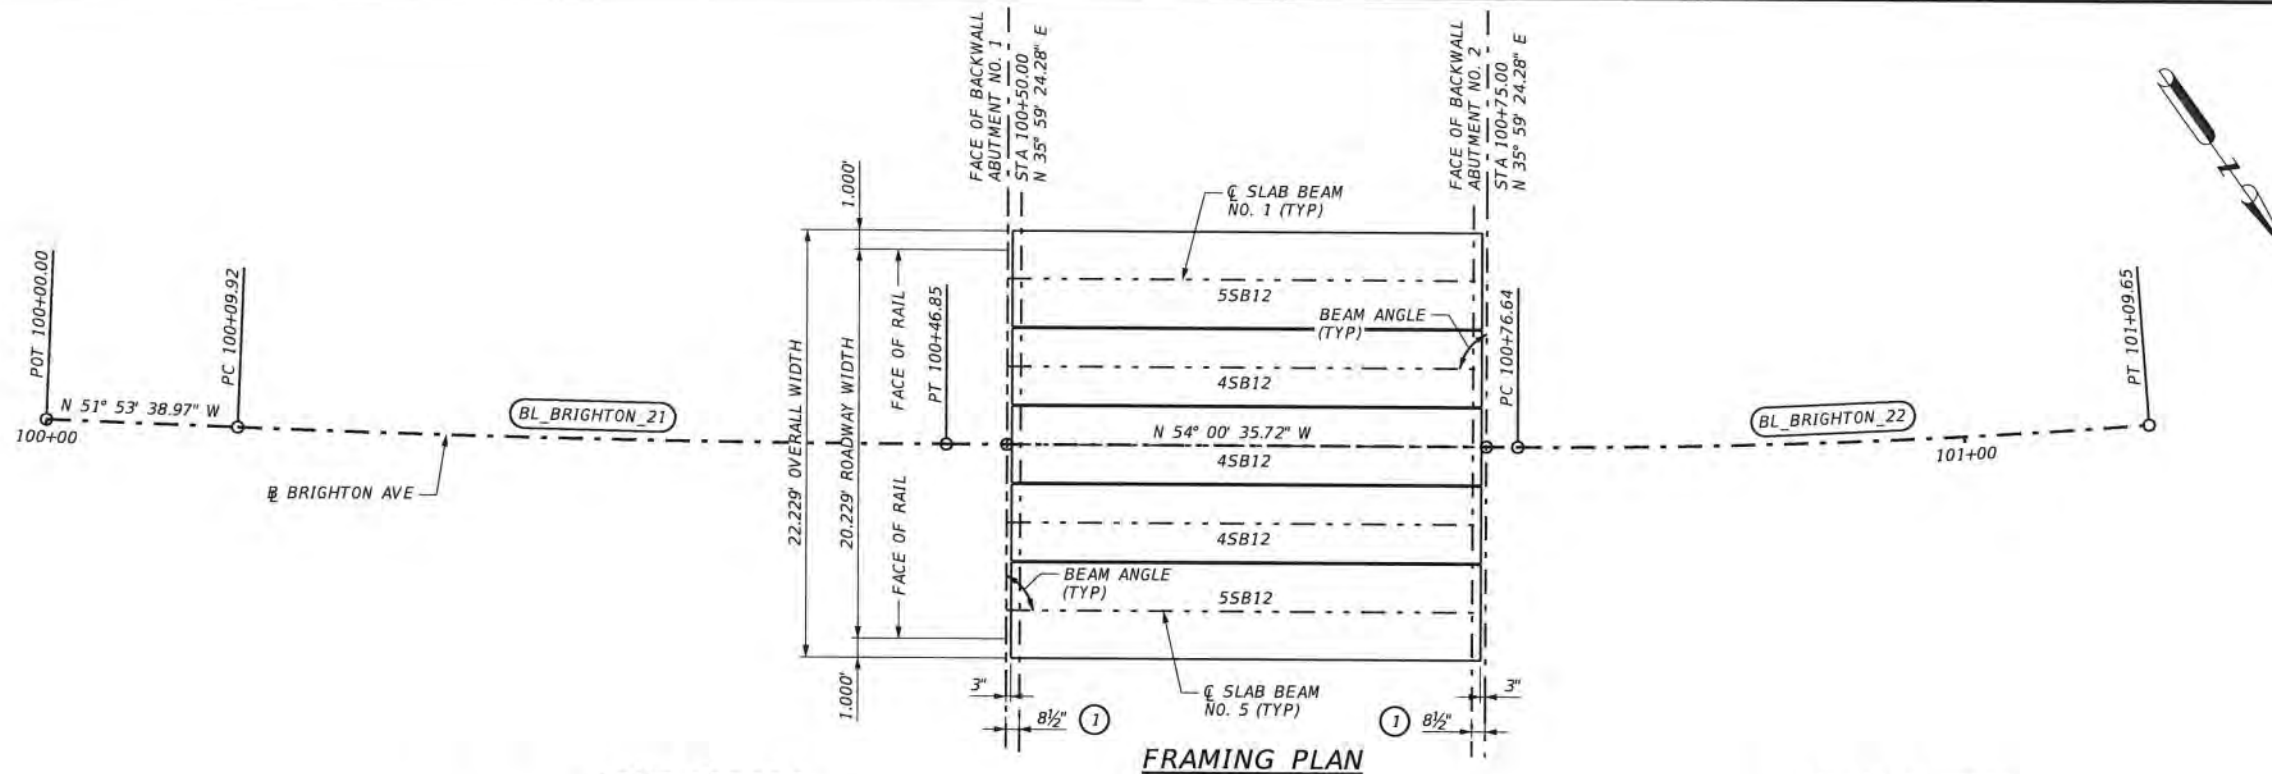 FACE OF BACKWALL
ABUTMENT NO. 1
STA 100+50.00
N 35° 59' 24.28" E
FACE OF BACKWALL
ABUTMENT NO. 2
STA 100+75.00
N 35° 59' 24.28" E
N
1.000'
℄ SLAB BEAM
NO. 1 (TYP)
POT 100+00.00
PC 100+09.92
22.229' OVERALL WIDTH
20.229' ROADWAY WIDTH
FACE OF RAIL
PT 100+46.85
5SB12
BEAM ANGLE
(TYP)
PC 100+76.64
PT 101+09.65
4SB12
N 51° 53' 38.97" W
BL_BRIGHTON_21
N 54° 00' 35.72" W
BL_BRIGHTON_22
100+00
4SB12
101+00
BL BRIGHTON AVE
FACE OF RAIL
4SB12
BEAM ANGLE
(TYP)
5SB12
1.000'
3"
℄ SLAB BEAM
NO. 5 (TYP)
3"
8½" 1
1 8½"
FRAMING PLAN